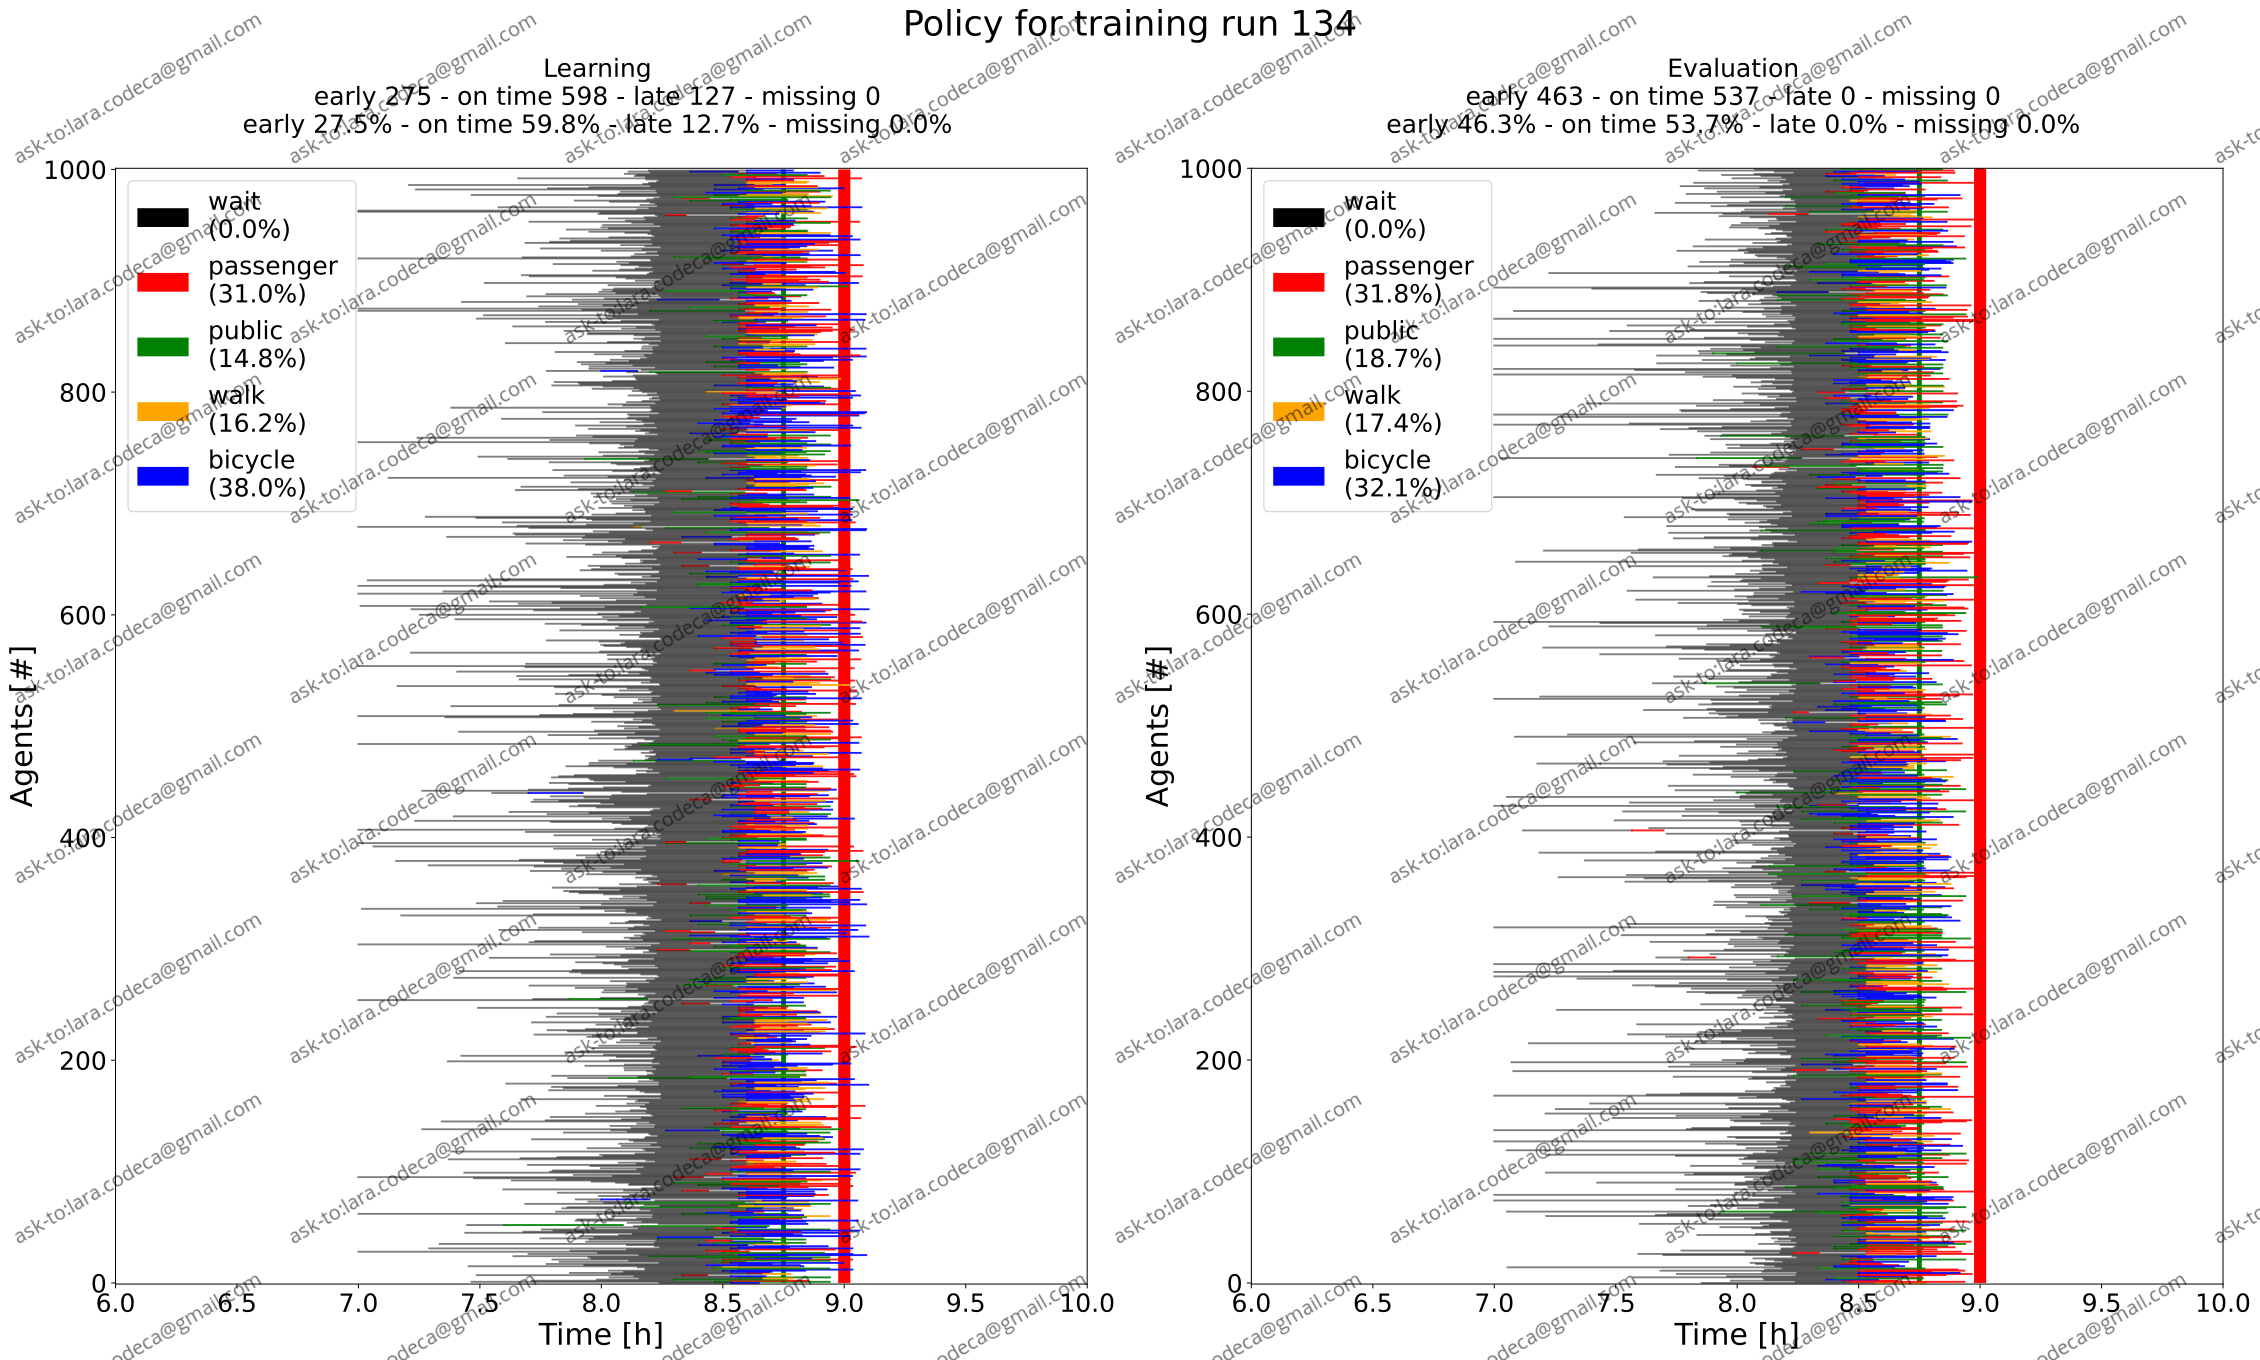 Policy for training run 134
Learning
early 275 - on time 598 - late 127 - missing 0
early 27.5% - on time 59.8% - late 12.7% - missing 0.0%
1000
800
600
400
200
0
Agents [#]
wait
(0.0%)
passenger
(31.0%)
public
(14.8%)
walk
(16.2%)
bicycle
(38.0%)
6.0 6.5 7.0 7.5 8.0 8.5 9.0 9.5 10.0
Time [h]
Evaluation
early 463 - on time 537 - late 0 - missing 0
early 46.3% - on time 53.7% - late 0.0% - missing 0.0%
1000
800
600
400
200
0
Agents [#]
wait
(0.0%)
passenger
(31.8%)
public
(18.7%)
walk
(17.4%)
bicycle
(32.1%)
6.0 6.5 7.0 7.5 8.0 8.5 9.0 9.5 10.0
Time [h]
ask-to:lara.codeca@gmail.com